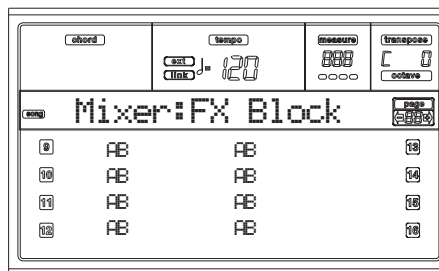 chord tempo measure transpose
ext link = 120 888 C 0
octave
song Mixer:FX Block page 88
9 AB AB 13
10 AB AB 14
11 AB AB 15
12 AB AB 16